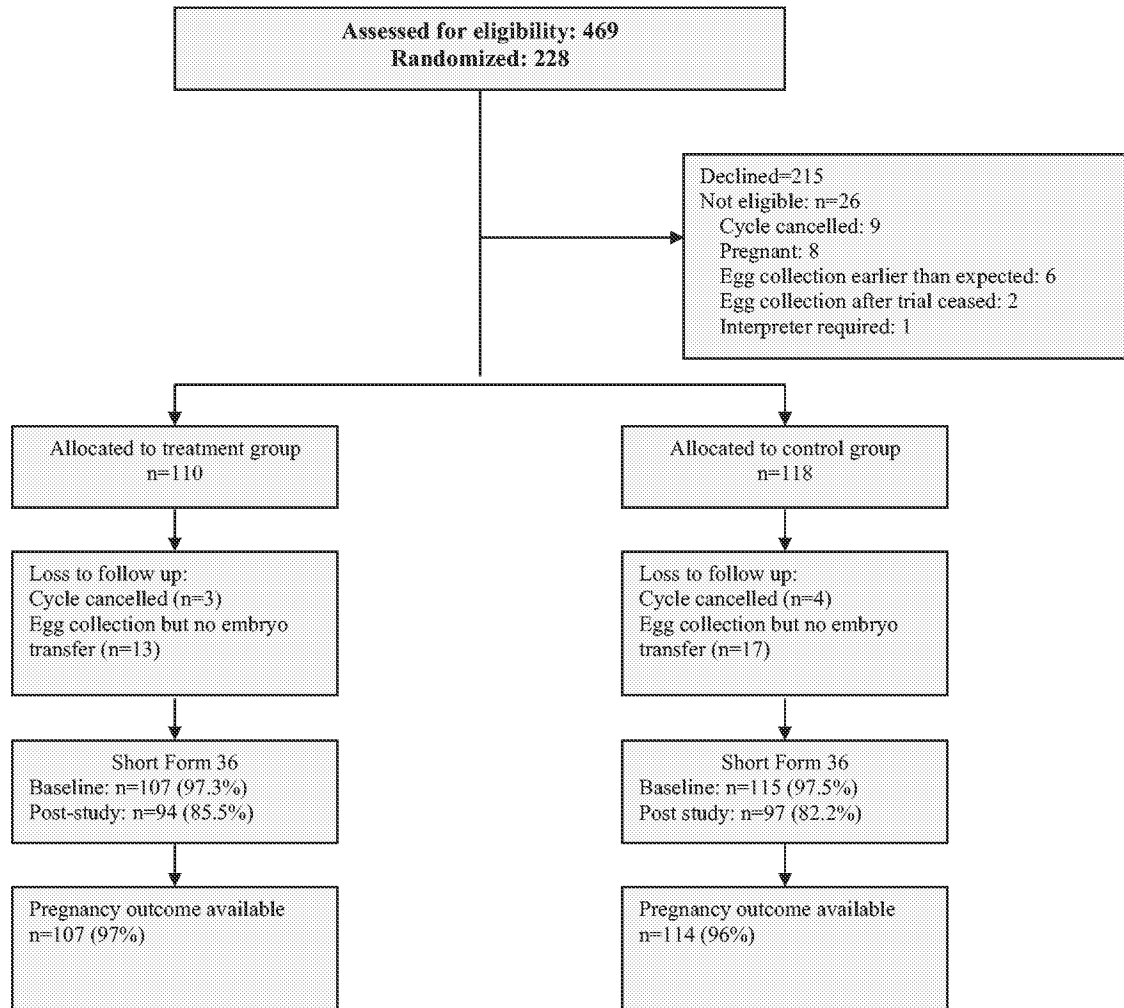 Assessed for eligibility: 469
Randomized: 228
Declined=215
Not eligible: n=26
Cycle cancelled: 9
Pregnant: 8
Egg collection earlier than expected: 6
Egg collection after trial ceased: 2
Interpreter required: 1
Allocated to treatment group
n=110
Allocated to control group
n=118
Loss to follow up:
Cycle cancelled (n=3)
Egg collection but no embryo
transfer (n=13)
Loss to follow up:
Cycle cancelled (n=4)
Egg collection but no embryo
transfer (n=17)
Short Form 36
Baseline: n=107 (97.3%)
Post-study: n=94 (85.5%)
Short Form 36
Baseline: n=115 (97.5%)
Post study: n=97 (82.2%)
Pregnancy outcome available
n=107 (97%)
Pregnancy outcome available
n=114 (96%)